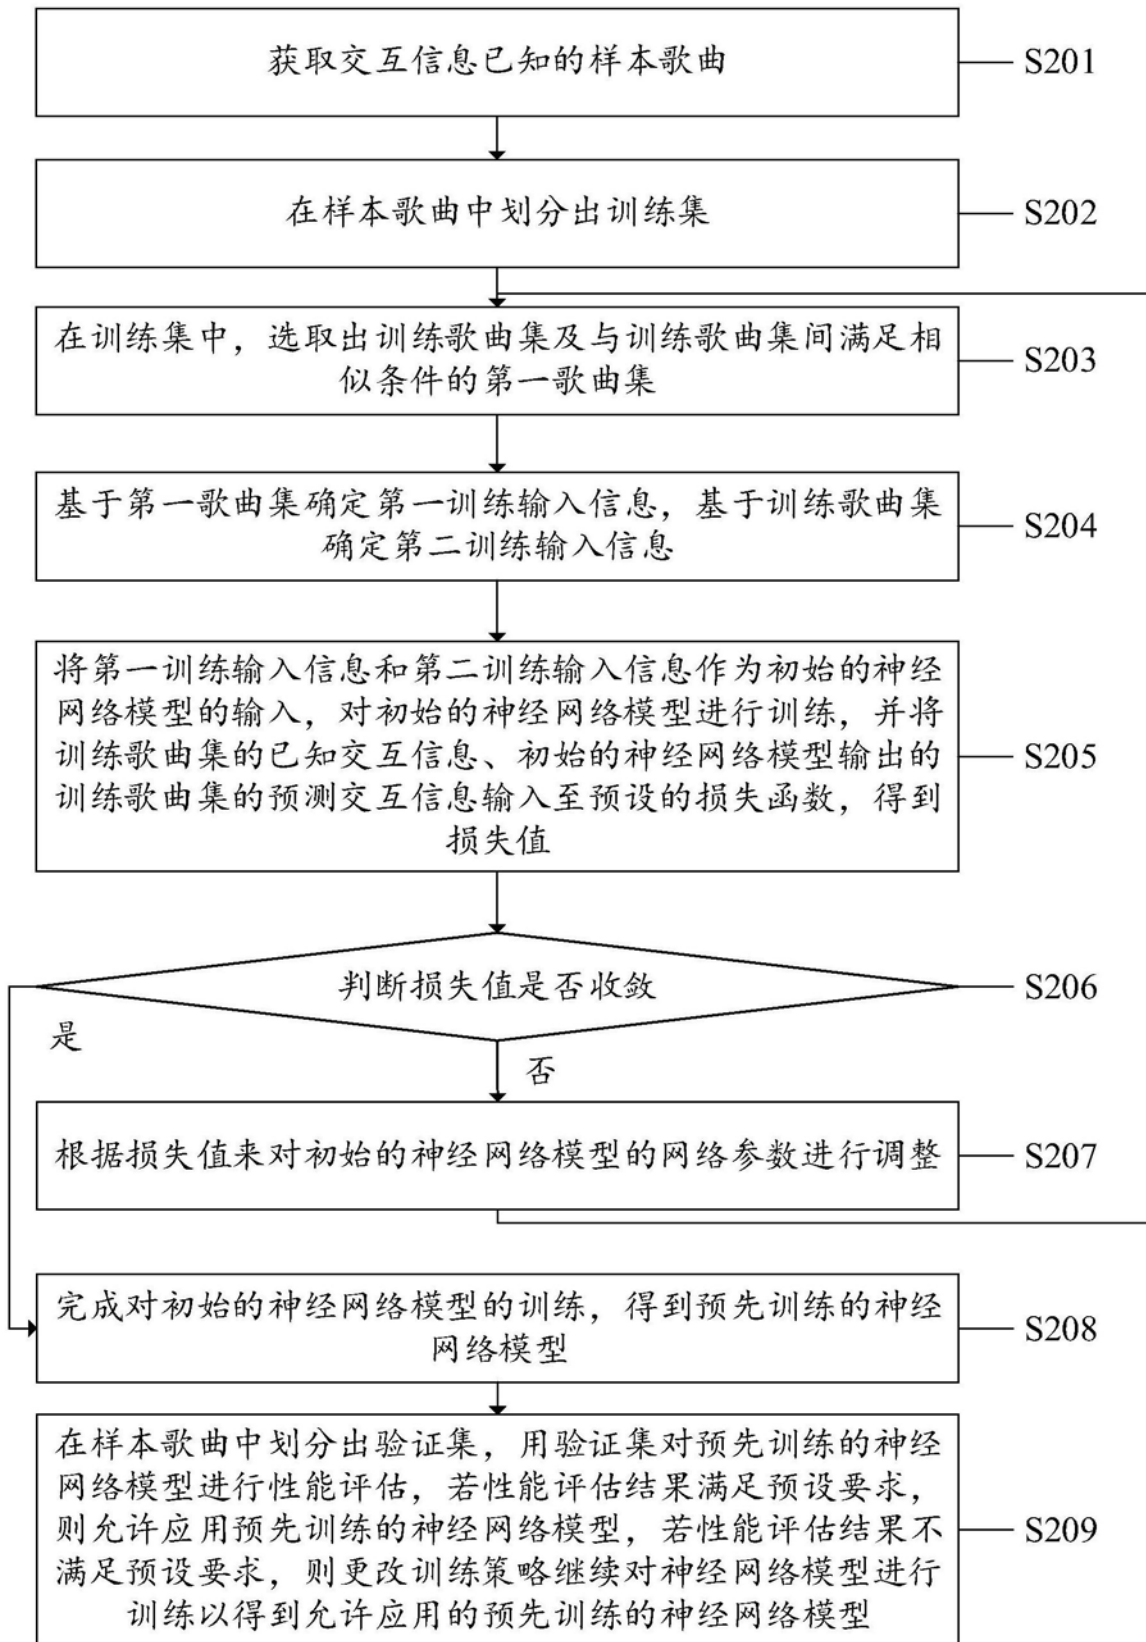 获取交互信息已知的样本歌曲
S201
在样本歌曲中划分出训练集
S202
在训练集中，选取出训练歌曲集及与训练歌曲集间满足相
似条件的第一歌曲集
S203
基于第一歌曲集确定第一训练输入信息，基于训练歌曲集
确定第二训练输入信息
S204
将第一训练输入信息和第二训练输入信息作为初始的神经
网络模型的输入，对初始的神经网络模型进行训练，并将
训练歌曲集的已知交互信息、初始的神经网络模型输出的
训练歌曲集的预测交互信息输入至预设的损失函数，得到
损失值
S205
判断损失值是否收敛
S206
是
否
根据损失值来对初始的神经网络模型的网络参数进行调整
S207
完成对初始的神经网络模型的训练，得到预先训练的神经
网络模型
S208
在样本歌曲中划分出验证集，用验证集对预先训练的神经
网络模型进行性能评估，若性能评估结果满足预设要求，
则允许应用预先训练的神经网络模型，若性能评估结果不
满足预设要求，则更改训练策略继续对神经网络模型进行
训练以得到允许应用的预先训练的神经网络模型
S209